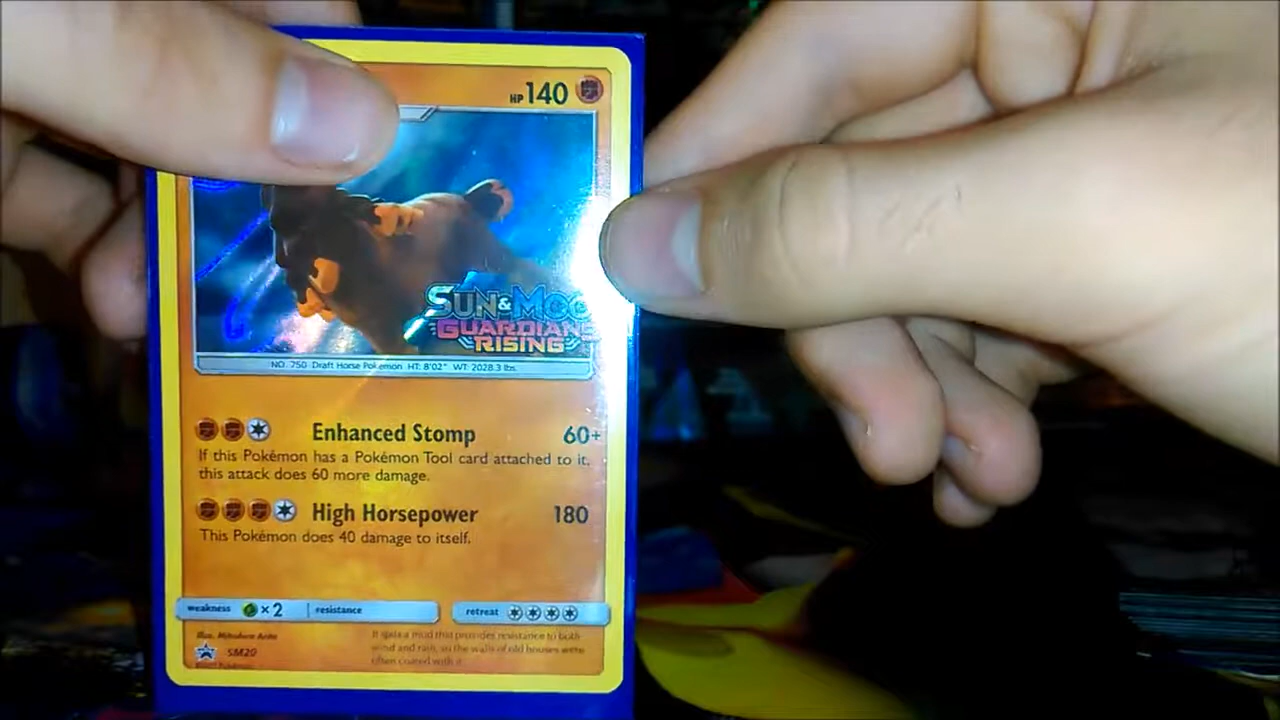 HP 140
SUN & MOO
GUARDIANS
RISING
NO. 750 Draft Horse Pokémon HT: 8'02" WT: 2028.3 lbs.
Enhanced Stomp 60+
If this Pokémon has a Pokémon Tool card attached to it,
this attack does 60 more damage.
High Horsepower 180
This Pokémon does 40 damage to itself.
weakness ×2 resistance retreat
Illus. Mitsuhiro Arita
SM20
It spits a mud that provides resistance to both
wind and rain, so the walls of old houses were
often coated with it.